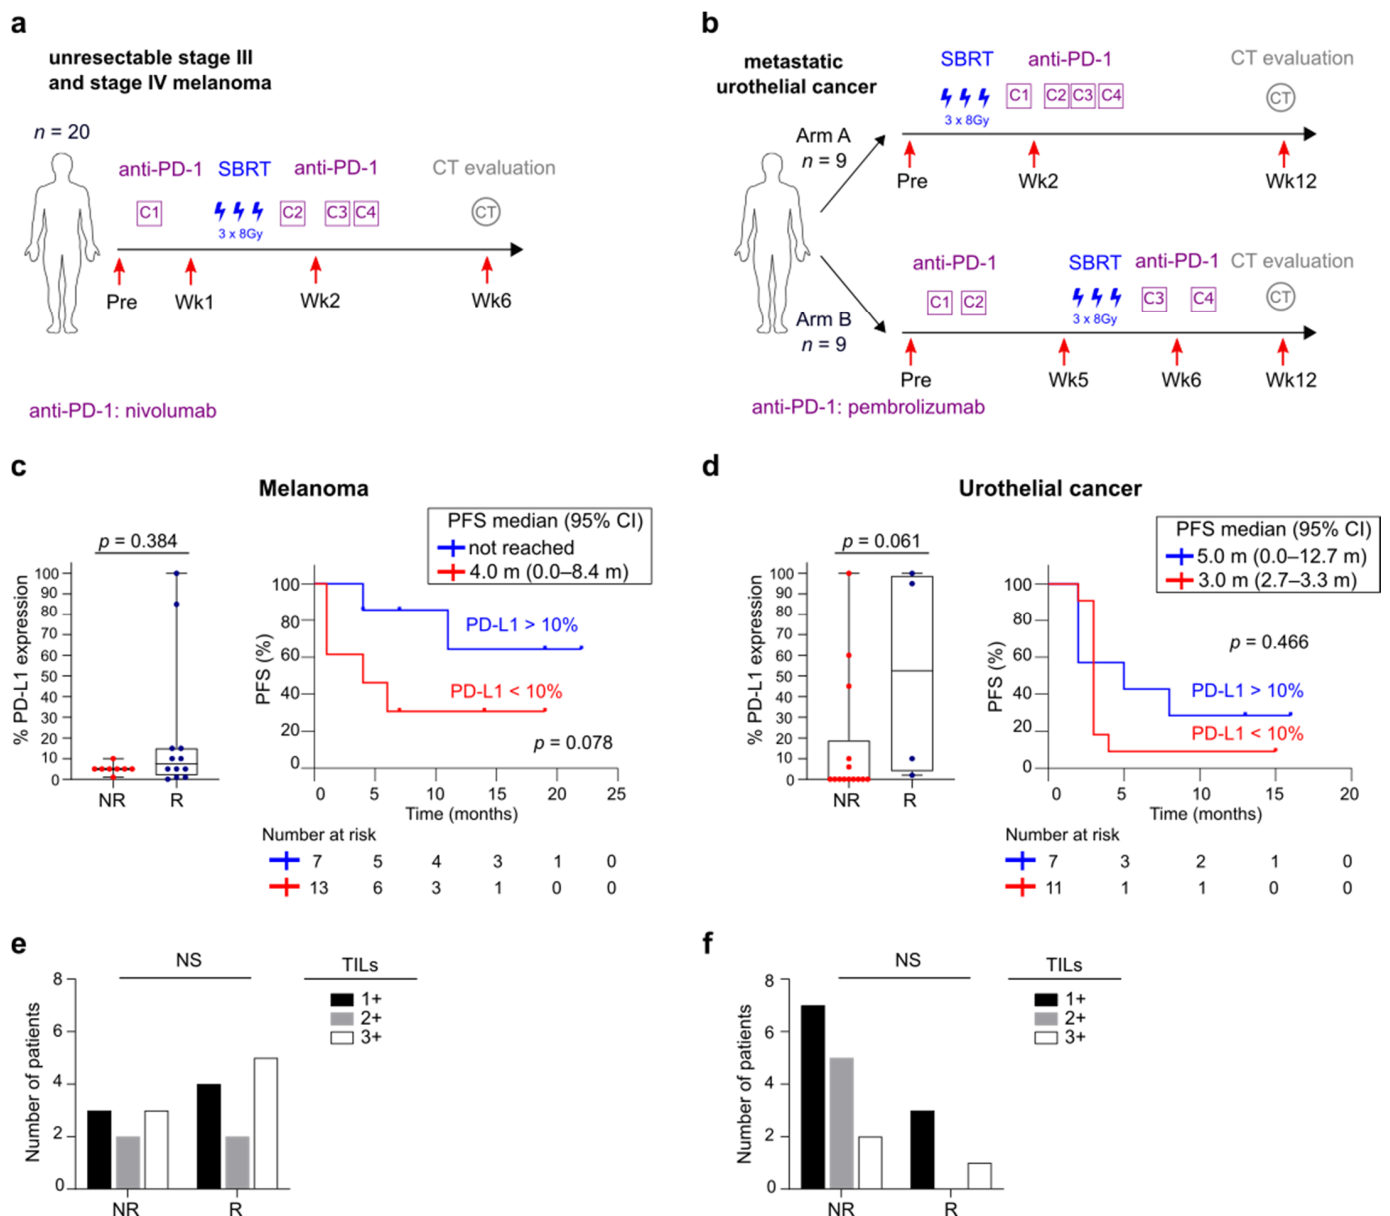 a
unresectable stage III
and stage IV melanoma
n = 20
anti-PD-1 SBRT anti-PD-1 CT evaluation
C1 C2 C3 C4 CT
3 x 8Gy
Pre Wk1 Wk2 Wk6
anti-PD-1: nivolumab
b
metastatic
urothelial cancer
SBRT anti-PD-1 CT evaluation
C1 C2 C3 C4 CT
3 x 8Gy
Arm A
n = 9
Pre Wk2 Wk12
anti-PD-1 SBRT anti-PD-1 CT evaluation
C1 C2 C3 C4 CT
3 x 8Gy
Arm B
n = 9
Pre Wk5 Wk6 Wk12
anti-PD-1: pembrolizumab
c
Melanoma
p = 0.384
% PD-L1 expression
100
90
80
70
60
50
40
30
20
10
0
NR R
PFS median (95% CI)
not reached
4.0 m (0.0–8.4 m)
PFS (%)
100
80
60
40
20
0
PD-L1 > 10%
PD-L1 < 10%
p = 0.078
0 5 10 15 20 25
Time (months)
Number at risk
7 5 4 3 1 0
13 6 3 1 0 0
d
Urothelial cancer
p = 0.061
% PD-L1 expression
100
90
80
70
60
50
40
30
20
10
0
NR R
PFS median (95% CI)
5.0 m (0.0–12.7 m)
3.0 m (2.7–3.3 m)
PFS (%)
100
80
60
40
20
0
p = 0.466
PD-L1 > 10%
PD-L1 < 10%
0 5 10 15 20
Time (months)
Number at risk
7 3 2 1 0
11 1 1 0 0
e
Number of patients
8
6
4
2
0
NS
NR R
TILs
1+
2+
3+
f
Number of patients
8
6
4
2
0
NS
NR R
TILs
1+
2+
3+